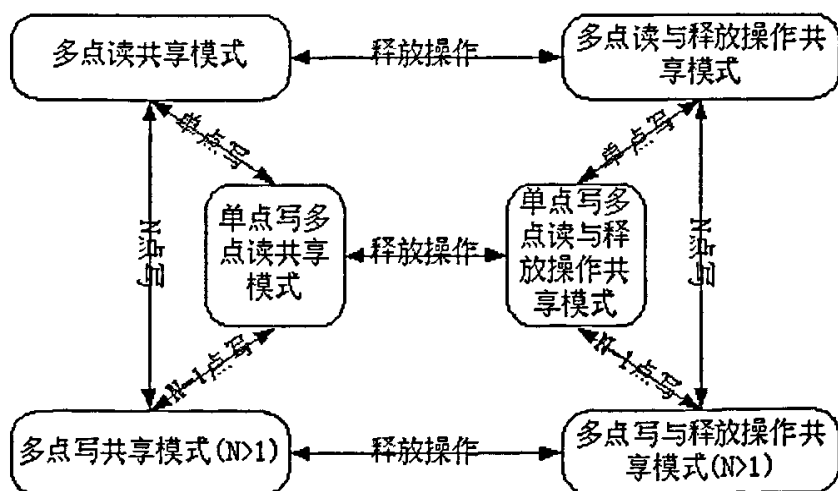 多点读共享模式
释放操作
多点读与释放操作共
享模式
单点写
单点写
N点写
单点写多
点读共享
模式
释放操作
单点写多
点读与释
放操作共
享模式
N点写
N-1点写
N-1点写
多点写共享模式(N>1)
释放操作
多点写与释放操作共
享模式(N>1)